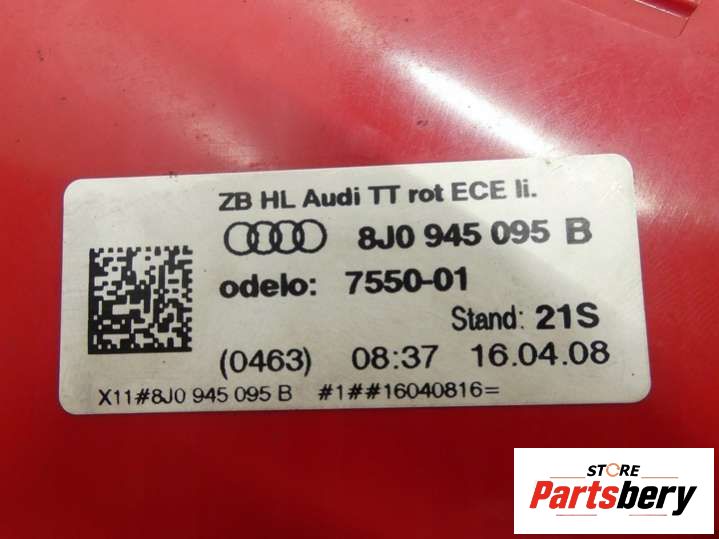 ZB HL Audi TT rot ECE li.
8J0 945 095 B
odelo: 7550-01
Stand: 21S
(0463) 08:37 16.04.08
X11#8J0 945 095 B #1##16040816=
STORE
Partsbery